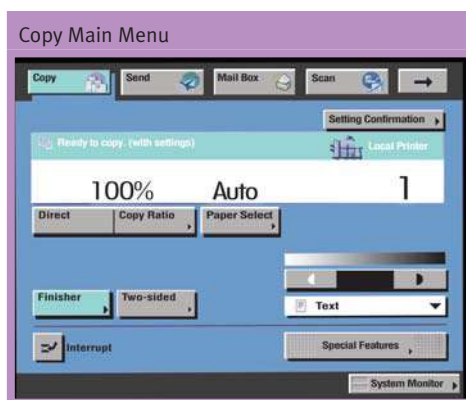 Copy Main Menu
Copy Send Mail Box Scan
Setting Confirmation
Ready to copy. (with settings) Local Printer
100% Auto 1
Direct Copy Ratio Paper Select
Text
Finisher Two-sided
Interrupt Special Features
System Monitor